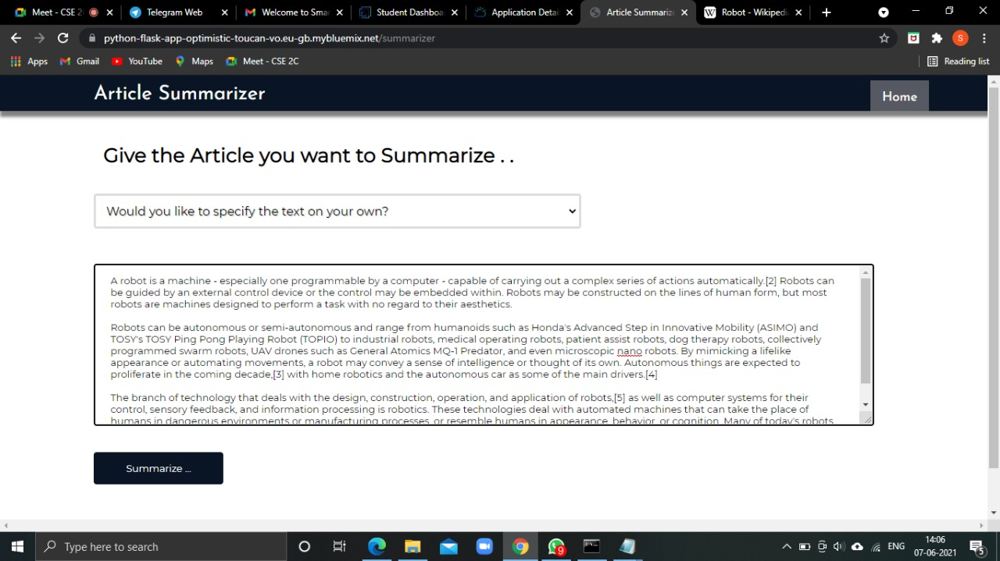 Meet - CSE 2
Telegram Web
Welcome to Smar
Student Dashboa
Application Detai
Article Summarize
Robot - Wikipedi
python-flask-app-optimistic-toucan-vo.eu-gb.mybluemix.net/summarizer
S
Apps
Gmail
YouTube
Maps
Meet - CSE 2C
Reading list
Article Summarizer
Home
Give the Article you want to Summarize . .
Would you like to specify the text on your own?
A robot is a machine - especially one programmable by a computer - capable of carrying out a complex series of actions automatically.[2] Robots can
be guided by an external control device or the control may be embedded within. Robots may be constructed on the lines of human form, but most
robots are machines designed to perform a task with no regard to their aesthetics.
Robots can be autonomous or semi-autonomous and range from humanoids such as Honda's Advanced Step in Innovative Mobility (ASIMO) and
TOSY's TOSY Ping Pong Playing Robot (TOPIO) to industrial robots, medical operating robots, patient assist robots, dog therapy robots, collectively
programmed swarm robots, UAV drones such as General Atomics MQ-1 Predator, and even microscopic nano robots. By mimicking a lifelike
appearance or automating movements, a robot may convey a sense of intelligence or thought of its own. Autonomous things are expected to
proliferate in the coming decade,[3] with home robotics and the autonomous car as some of the main drivers.[4]
The branch of technology that deals with the design, construction, operation, and application of robots,[5] as well as computer systems for their
control, sensory feedback, and information processing is robotics. These technologies deal with automated machines that can take the place of
humans in dangerous environments or manufacturing processes, or resemble humans in appearance, behavior, or cognition. Many of today's robots
Summarize ...
Type here to search
9
ENG
14:06
07-06-2021
5